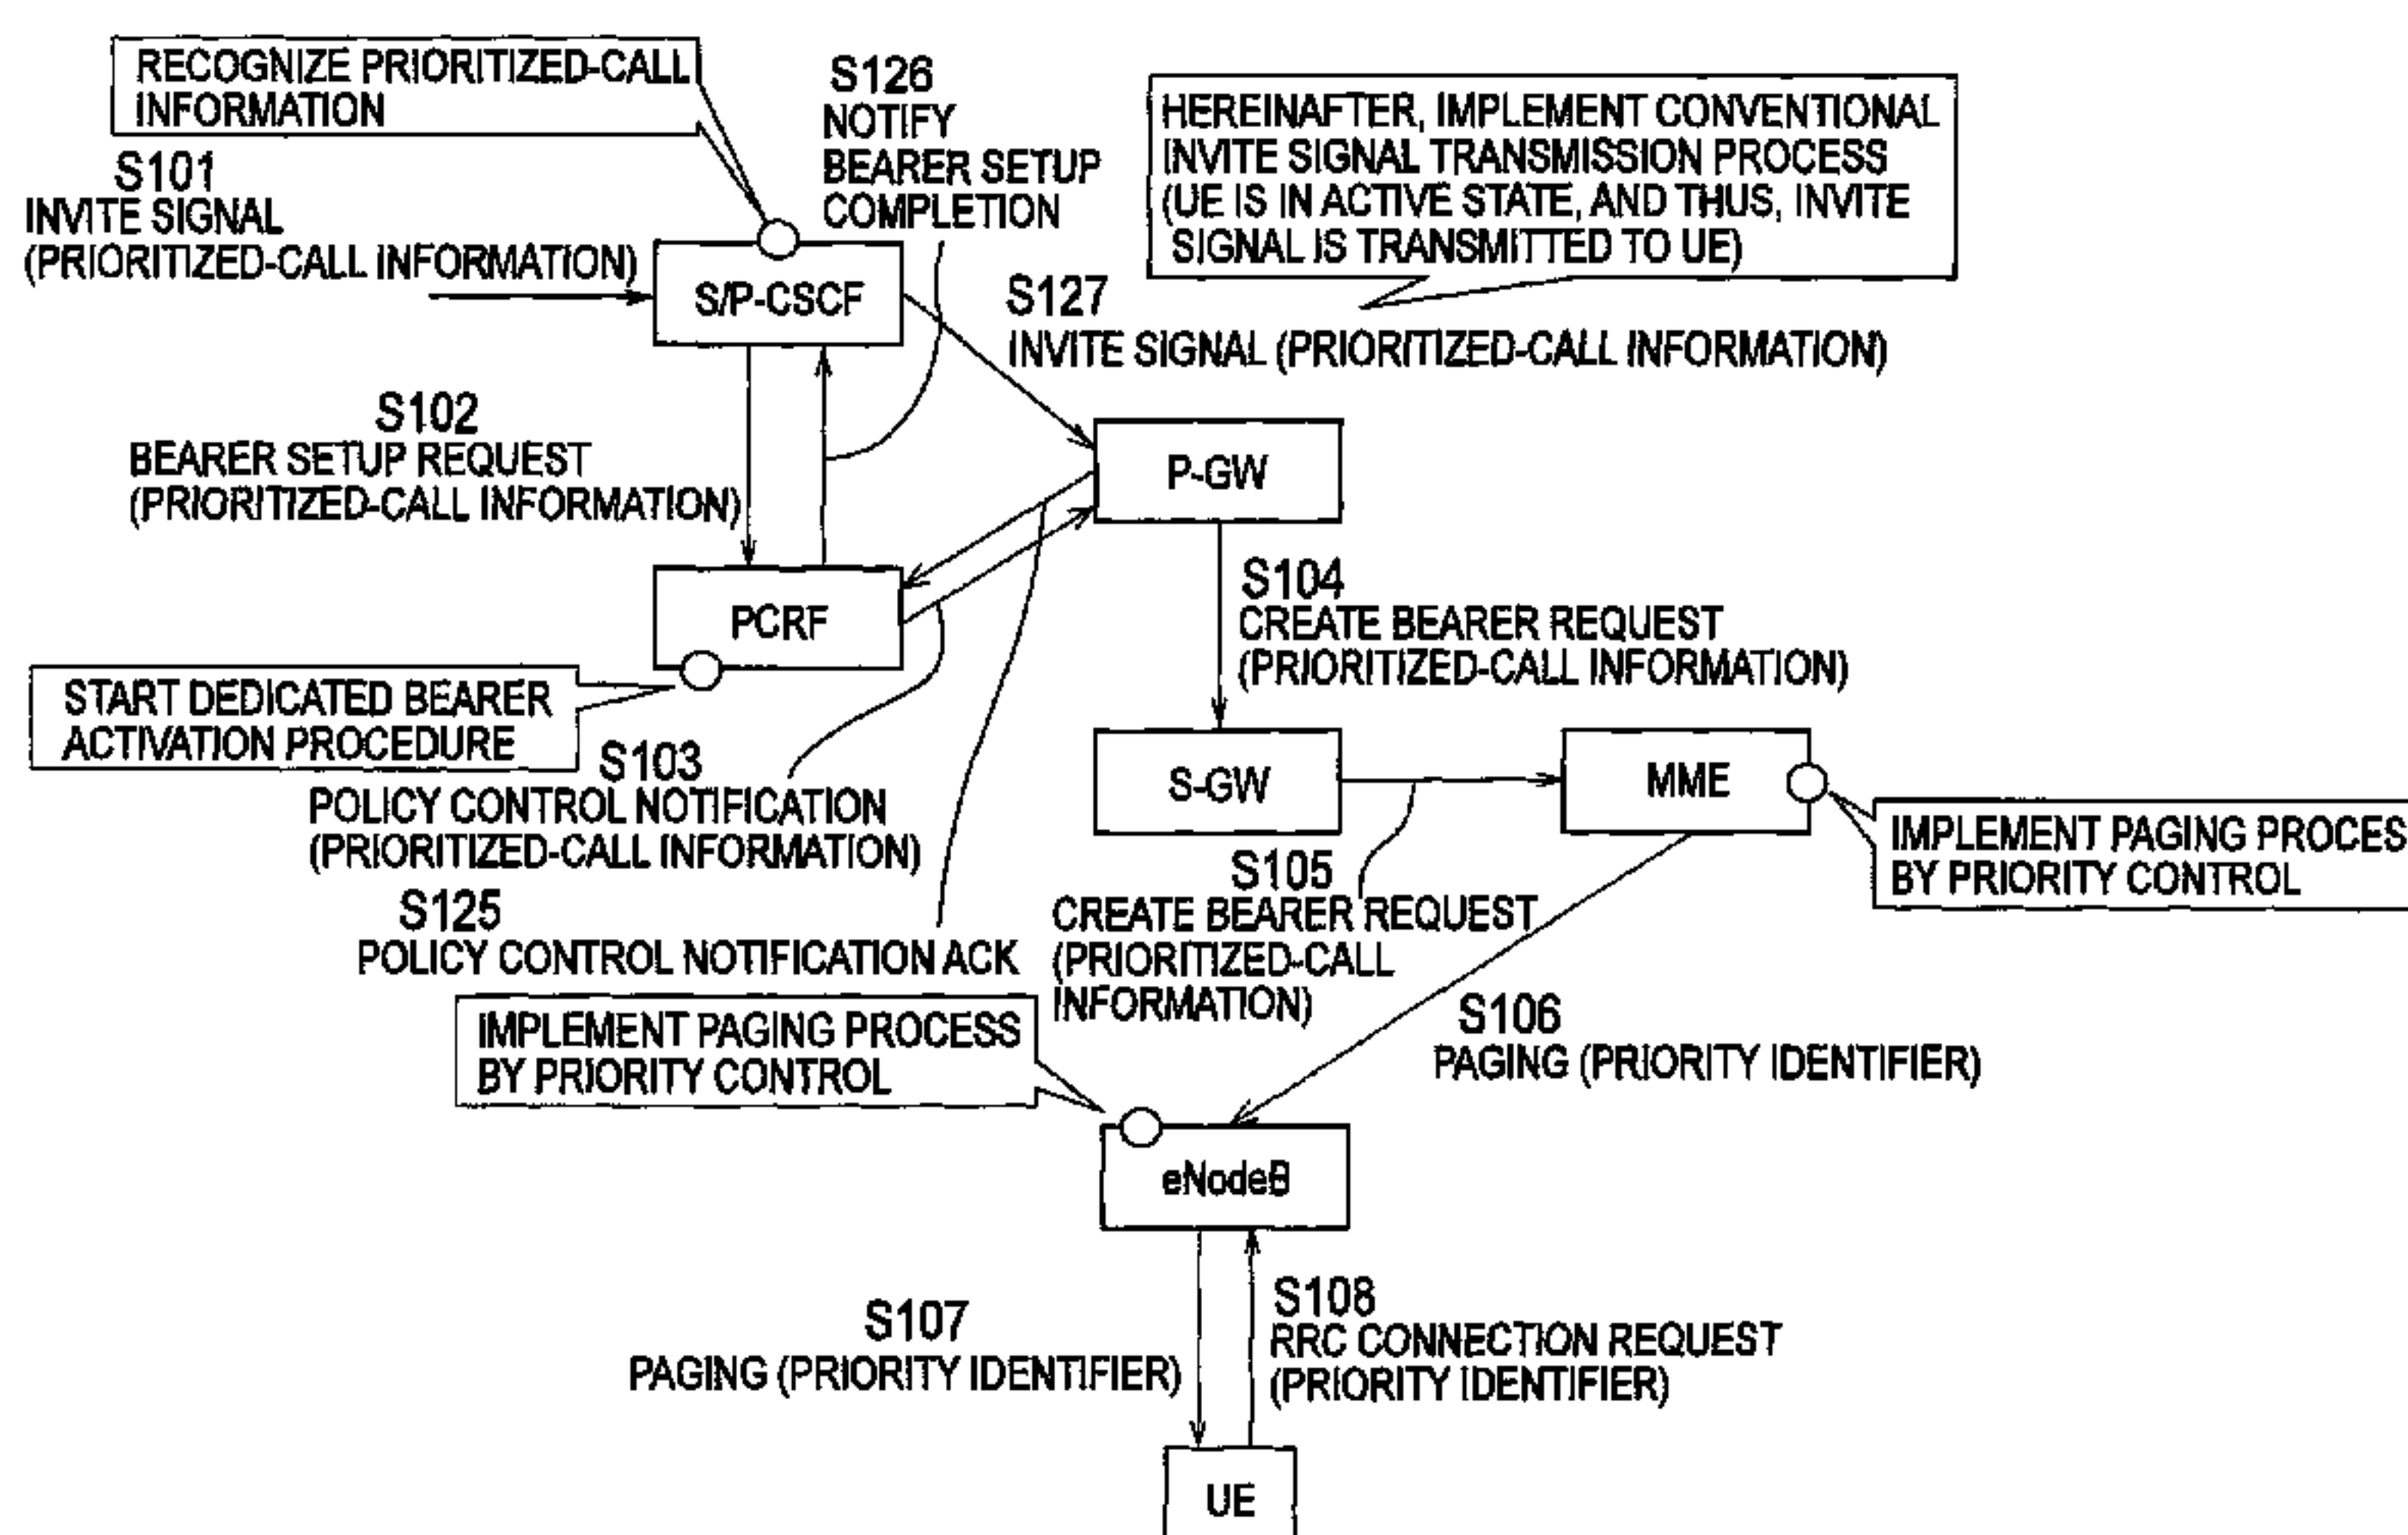 RECOGNIZE PRIORITIZED-CALL
INFORMATION
S101
INVITE SIGNAL
(PRIORITIZED-CALL INFORMATION)
S126
NOTIFY
BEARER SETUP
COMPLETION
HEREINAFTER, IMPLEMENT CONVENTIONAL
INVITE SIGNAL TRANSMISSION PROCESS
(UE IS IN ACTIVE STATE, AND THUS, INVITE
SIGNAL IS TRANSMITTED TO UE)
S/P-CSCF
S127
INVITE SIGNAL (PRIORITIZED-CALL INFORMATION)
S102
BEARER SETUP REQUEST
(PRIORITIZED-CALL INFORMATION)
P-GW
PCRF
S104
CREATE BEARER REQUEST
(PRIORITIZED-CALL INFORMATION)
START DEDICATED BEARER
ACTIVATION PROCEDURE
S103
POLICY CONTROL NOTIFICATION
(PRIORITIZED-CALL INFORMATION)
S-GW
MME
IMPLEMENT PAGING PROCES
BY PRIORITY CONTROL
S125
POLICY CONTROL NOTIFICATION ACK
S105
CREATE BEARER REQUEST
(PRIORITIZED-CALL
INFORMATION)
IMPLEMENT PAGING PROCESS
BY PRIORITY CONTROL
S106
PAGING (PRIORITY IDENTIFIER)
eNodeB
S107
PAGING (PRIORITY IDENTIFIER)
S108
RRC CONNECTION REQUEST
(PRIORITY IDENTIFIER)
UE